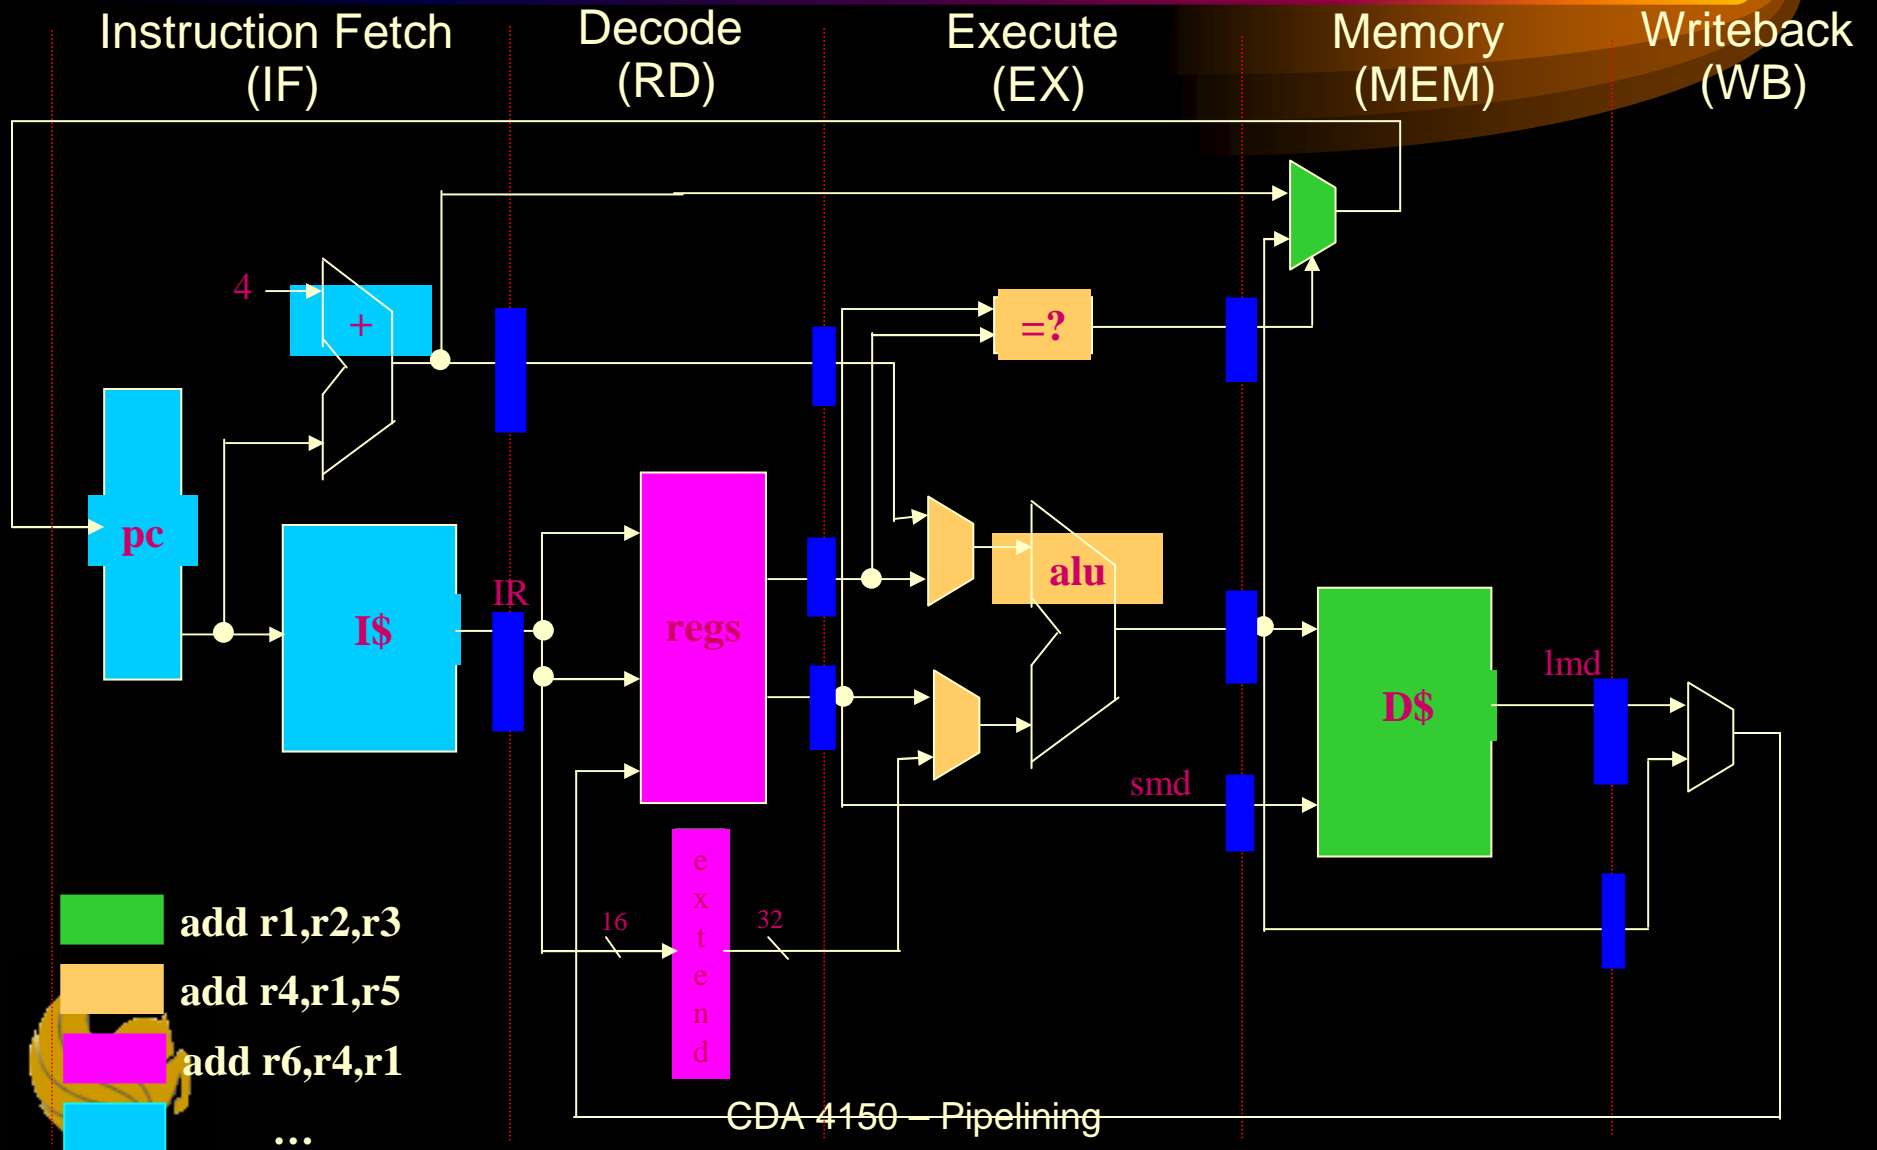 Instruction Fetch
(IF)
Decode
(RD)
Execute
(EX)
Memory
(MEM)
Writeback
(WB)
4
+
=?
pc
I$
IR
regs
alu
D$
lmd
smd
16
32
e
x
t
e
n
d
add r1,r2,r3
add r4,r1,r5
add r6,r4,r1
...
CDA 4150 – Pipelining